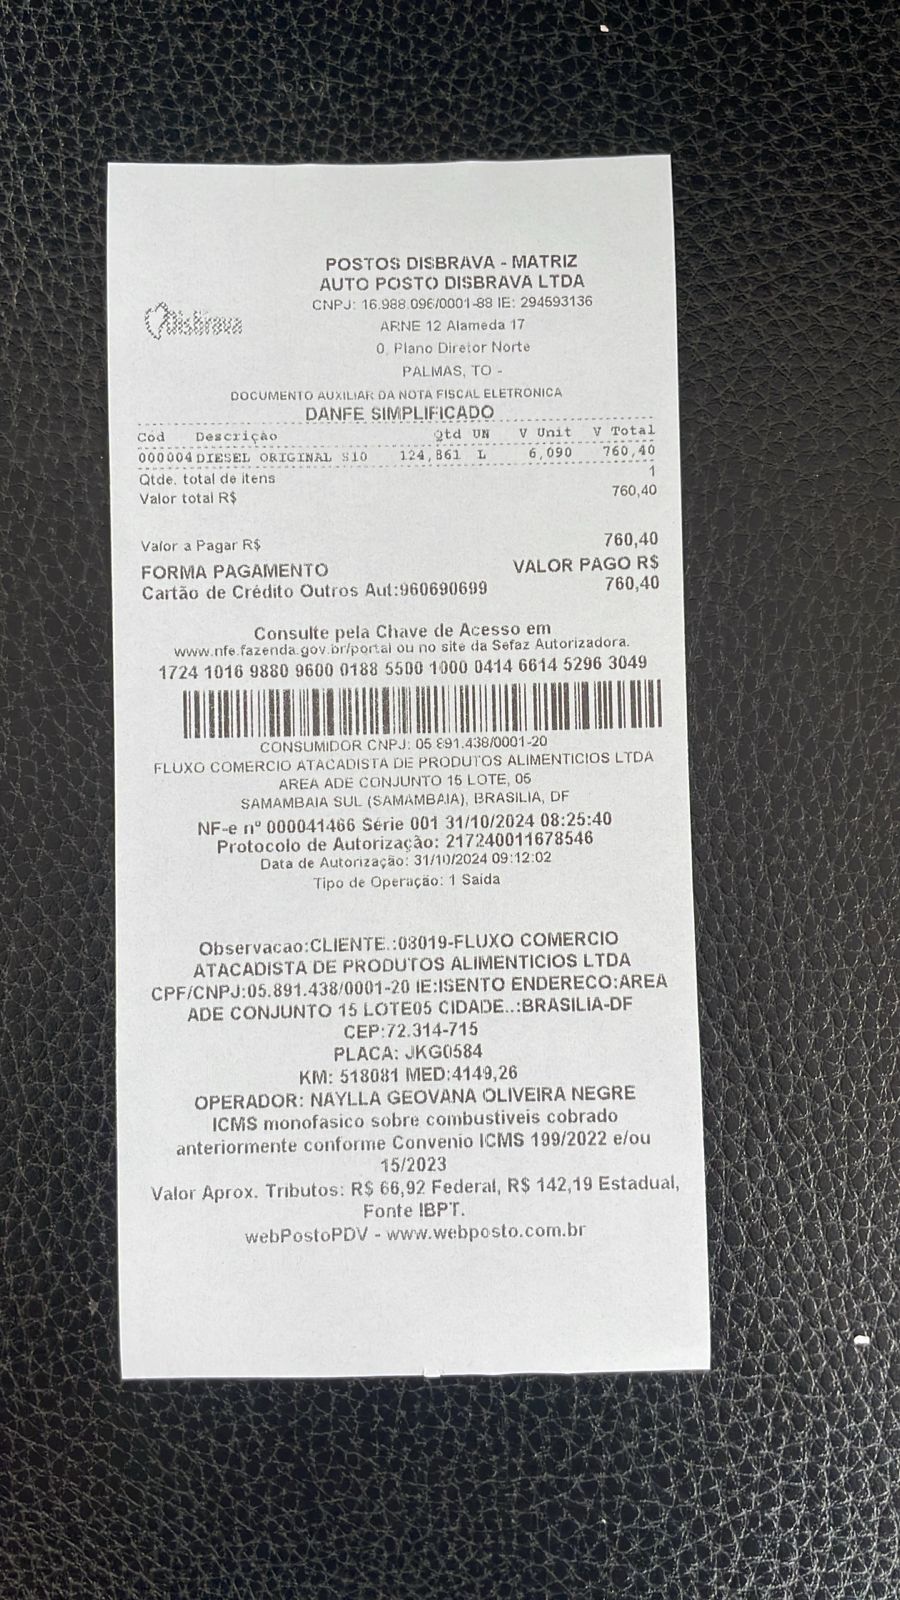 POSTOS DISBRAVA - MATRIZ
AUTO POSTO DISBRAVA LTDA
CNPJ: 16.988.096/0001-88 IE: 294593136
Disbrava
ARNE 12 Alameda 17
0, Plano Diretor Norte
PALMAS, TO -
DOCUMENTO AUXILIAR DA NOTA FISCAL ELETRONICA
DANFE SIMPLIFICADO
Cod Descrição Qtd UN V Unit V Total
000004 DIESEL ORIGINAL S10 124,861 L 6,090 760,40
Qtde. total de itens 1
Valor total R$ 760,40
Valor a Pagar R$ 760,40
FORMA PAGAMENTO VALOR PAGO R$
Cartão de Crédito Outros Aut:960690699 760,40
Consulte pela Chave de Acesso em
www.nfe.fazenda.gov.br/portal ou no site da Sefaz Autorizadora.
1724 1016 9880 9600 0188 5500 1000 0414 6614 5296 3049
CONSUMIDOR CNPJ: 05.891.438/0001-20
FLUXO COMERCIO ATACADISTA DE PRODUTOS ALIMENTICIOS LTDA
AREA ADE CONJUNTO 15 LOTE, 05
SAMAMBAIA SUL (SAMAMBAIA), BRASILIA, DF
NF-e nº 000041466 Série 001 31/10/2024 08:25:40
Protocolo de Autorização: 217240011678546
Data de Autorização: 31/10/2024 09:12:02
Tipo de Operação: 1 Saida
Observacao:CLIENTE.:08019-FLUXO COMERCIO
ATACADISTA DE PRODUTOS ALIMENTICIOS LTDA
CPF/CNPJ:05.891.438/0001-20 IE:ISENTO ENDERECO:AREA
ADE CONJUNTO 15 LOTE05 CIDADE..:BRASILIA-DF
CEP:72.314-715
PLACA: JKG0584
KM: 518081 MED:4149,26
OPERADOR: NAYLLA GEOVANA OLIVEIRA NEGRE
ICMS monofasico sobre combustiveis cobrado
anteriormente conforme Convenio ICMS 199/2022 e/ou
15/2023
Valor Aprox. Tributos: R$ 66,92 Federal, R$ 142,19 Estadual,
Fonte IBPT.
webPostoPDV - www.webposto.com.br